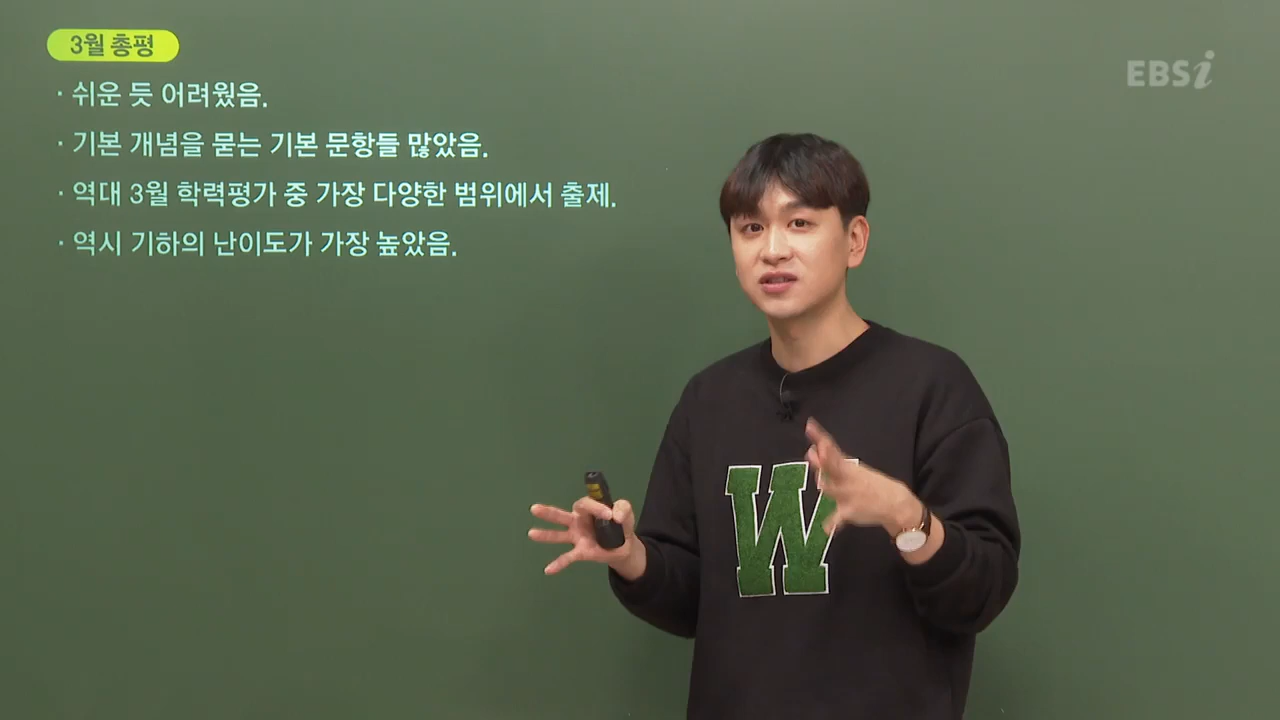 3월 총평
EBSi
· 쉬운 듯 어려웠음.
· 기본 개념을 묻는 기본 문항들 많았음.
· 역대 3월 학력평가 중 가장 다양한 범위에서 출제.
· 역시 기하의 난이도가 가장 높았음.
W